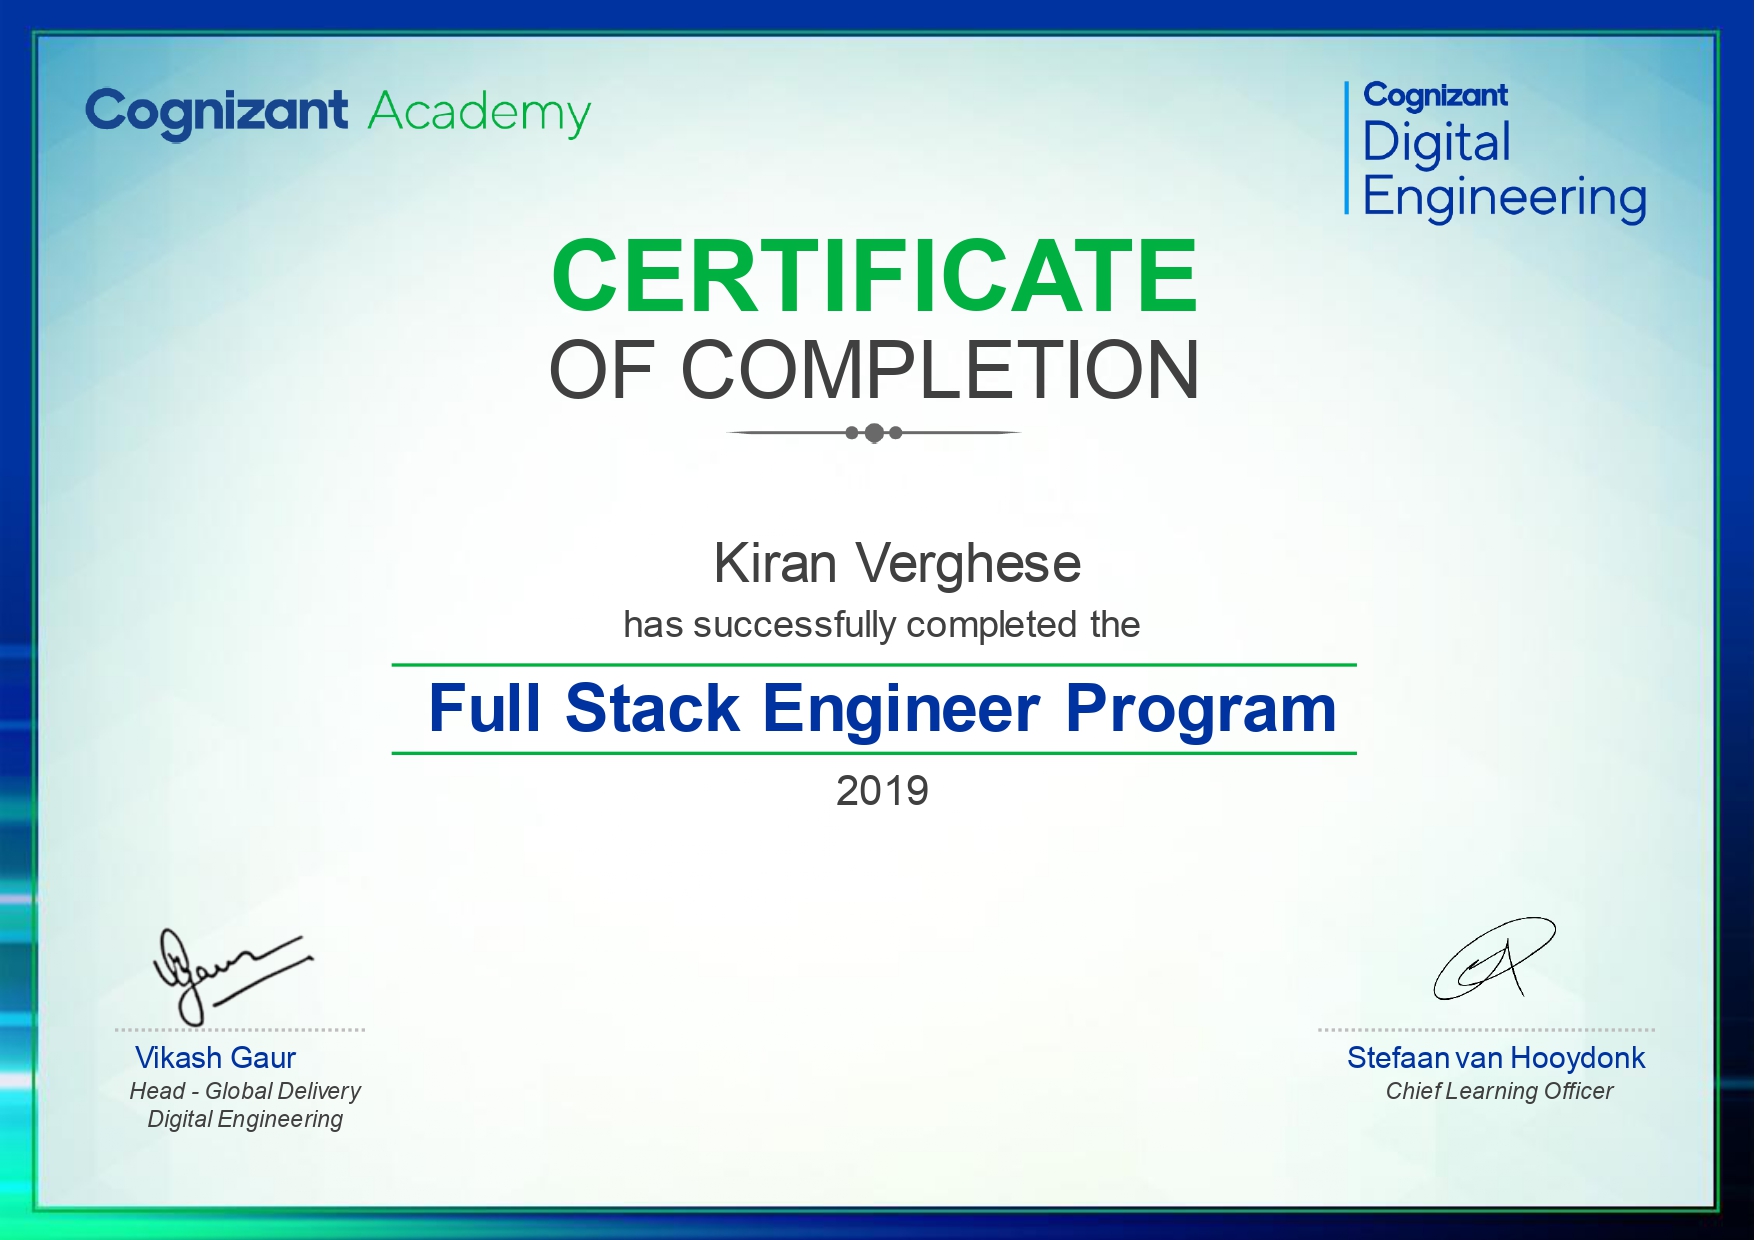 Cognizant Academy
Cognizant
Digital
Engineering
CERTIFICATE
OF COMPLETION
Kiran Verghese
has successfully completed the
Full Stack Engineer Program
2019
Vikash Gaur
Head - Global Delivery
Digital Engineering
Stefaan van Hooydonk
Chief Learning Officer